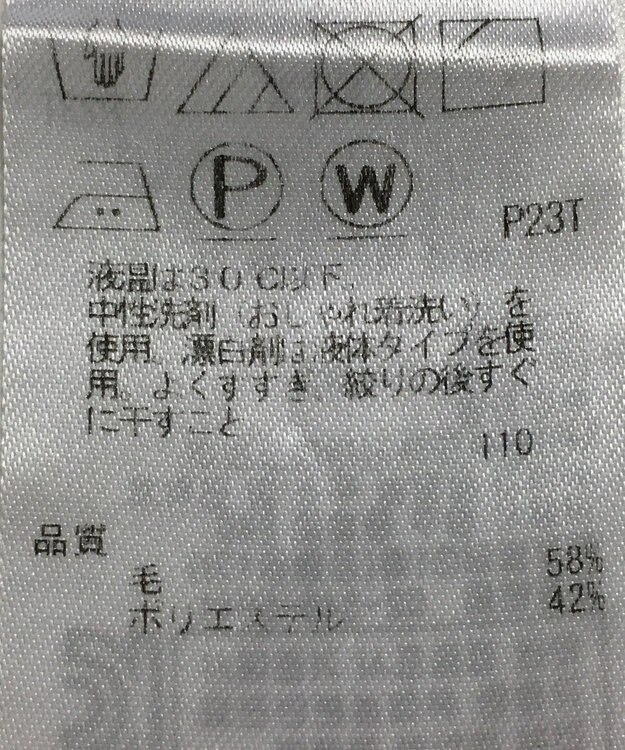 P W
P23T
液温は30℃以下、
中性洗剤(おしゃれ着洗い)を
使用。漂白剤は液体タイプを使
用。よくすすぎ、絞りの後すぐ
に干すこと
110
品質
毛 58%
ポリエステル 42%